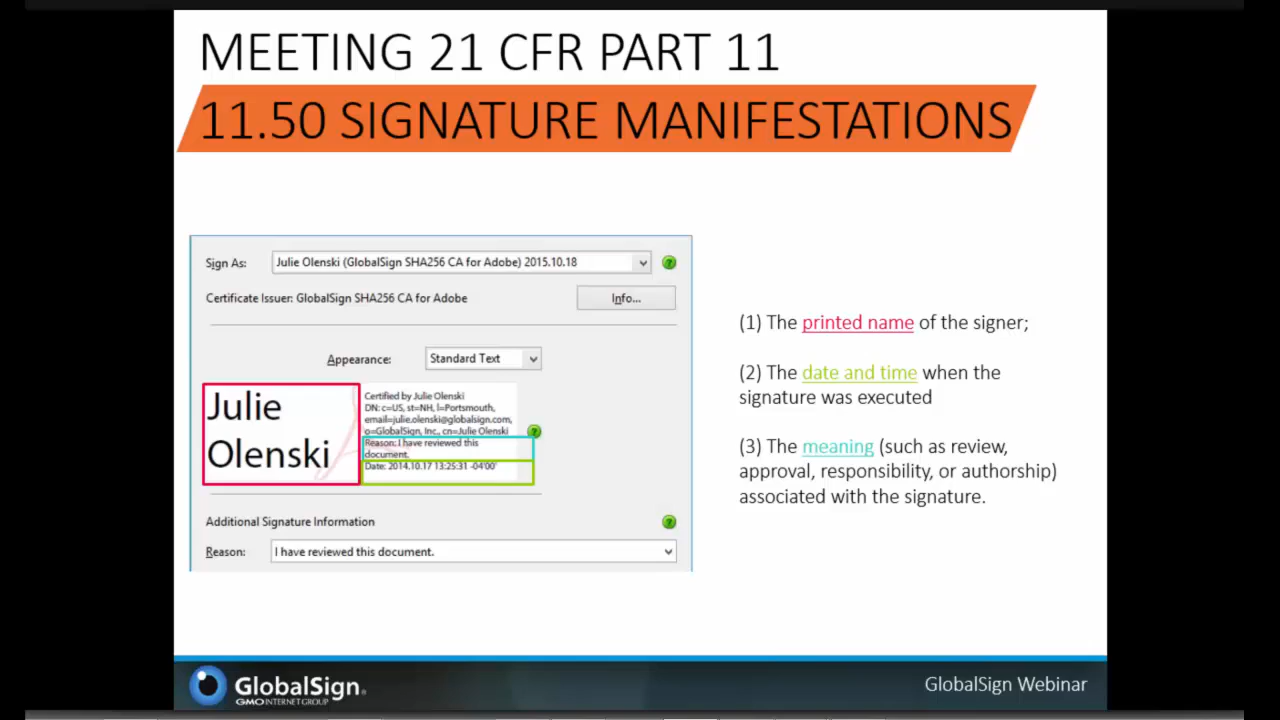 MEETING 21 CFR PART 11
11.50 SIGNATURE MANIFESTATIONS
Sign As: Julie Olenski (GlobalSign SHA256 CA for Adobe) 2015.10.18
Certificate Issuer: GlobalSign SHA256 CA for Adobe Info...
Appearance: Standard Text
Julie
Olenski
Certified by Julie Olenski
DN: c=US, st=NH, l=Portsmouth,
email=julie.olenski@globalsign.com,
o=GlobalSign, Inc., cn=Julie Olenski
Reason: I have reviewed this
document.
Date: 2014.10.17 13:25:31 -04'00'
Additional Signature Information
Reason: I have reviewed this document.
(1) The printed name of the signer;
(2) The date and time when the
signature was executed
(3) The meaning (such as review,
approval, responsibility, or authorship)
associated with the signature.
GlobalSign®
GMO INTERNET GROUP
GlobalSign Webinar